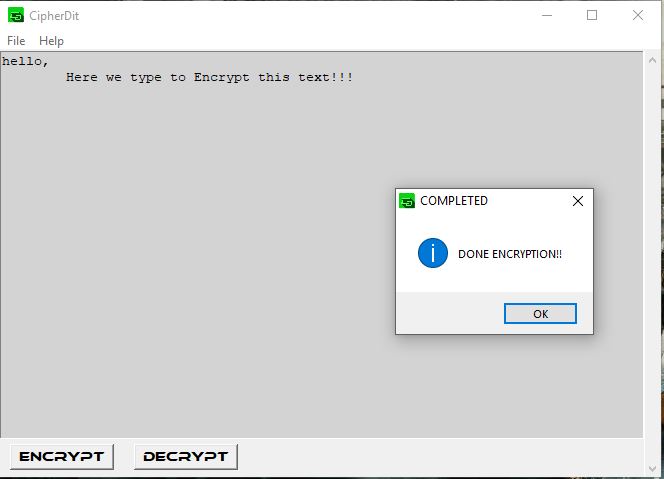 CipherDit
File Help
hello,
Here we type to Encrypt this text!!!
COMPLETED
DONE ENCRYPTION!!
OK
ENCRYPT DECRYPT